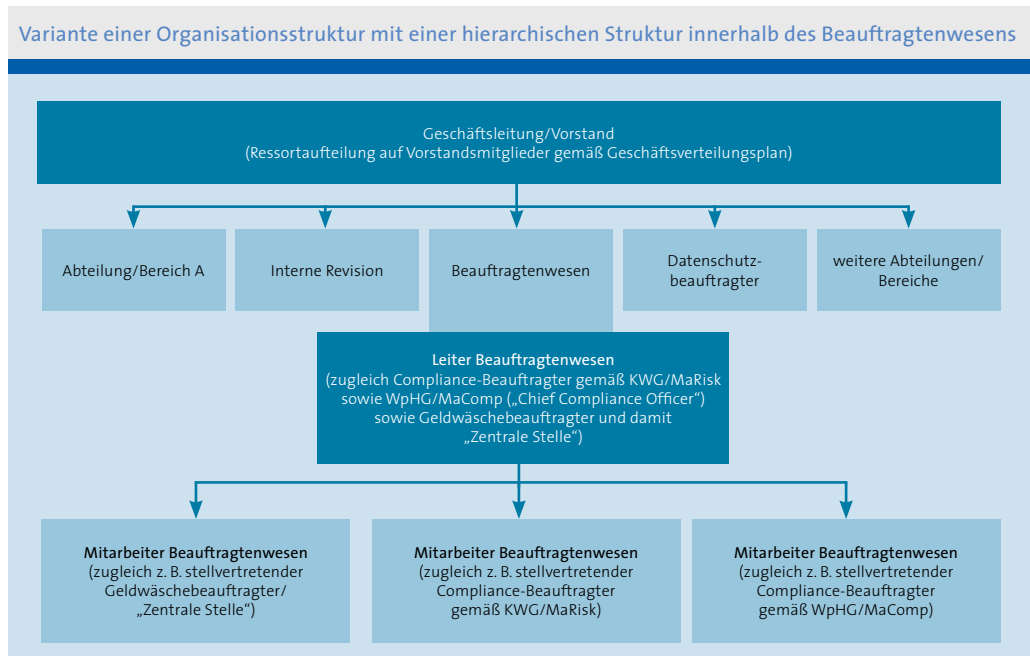 Variante einer Organisationsstruktur mit einer hierarchischen Struktur innerhalb des Beauftragtenwesens
Geschäftsleitung/Vorstand
(Ressortaufteilung auf Vorstandsmitglieder gemäß Geschäftsverteilungsplan)
Abteilung/Bereich A
Interne Revision
Beauftragtenwesen
Datenschutz-
beauftragter
weitere Abteilungen/
Bereiche
Leiter Beauftragtenwesen
(zugleich Compliance-Beauftragter gemäß KWG/MaRisk
sowie WpHG/MaComp („Chief Compliance Officer“)
sowie Geldwäschebeauftragter und damit
„Zentrale Stelle“)
Mitarbeiter Beauftragtenwesen
(zugleich z. B. stellvertretender
Geldwäschebeauftragter/
„Zentrale Stelle“)
Mitarbeiter Beauftragtenwesen
(zugleich z. B. stellvertretender
Compliance-Beauftragter
gemäß KWG/MaRisk)
Mitarbeiter Beauftragtenwesen
(zugleich z. B. stellvertretender
Compliance-Beauftragter
gemäß WpHG/MaComp)